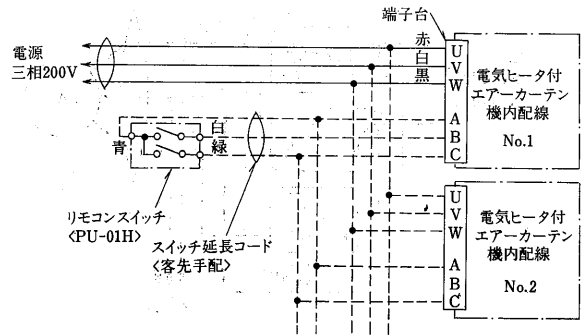 端子台
電源
三相200V
赤
白
黒
U
V
W
A
B
C
電気ヒータ付
エアーカーテン
機内配線
No.1
青
白
緑
リモコンスイッチ
〈PU-01H〉
スイッチ延長コード
〈客先手配〉
U
V
W
A
B
C
電気ヒータ付
エアーカーテン
機内配線
No.2